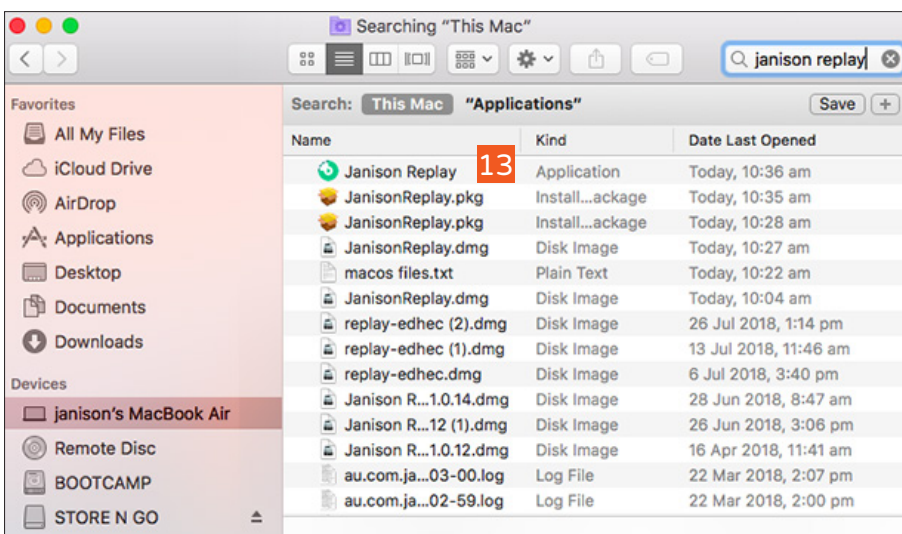 Searching "This Mac"
janison replay
Favorites
All My Files
iCloud Drive
AirDrop
Applications
Desktop
Documents
Downloads
Devices
janison's MacBook Air
Remote Disc
BOOTCAMP
STORE N GO
Search: This Mac "Applications" Save +
Name Kind Date Last Opened
Janison Replay 13 Application Today, 10:36 am
JanisonReplay.pkg Install...ackage Today, 10:35 am
JanisonReplay.pkg Install...ackage Today, 10:28 am
JanisonReplay.dmg Disk Image Today, 10:27 am
macos files.txt Plain Text Today, 10:22 am
JanisonReplay.dmg Disk Image Today, 10:04 am
replay-edhec (2).dmg Disk Image 26 Jul 2018, 1:14 pm
replay-edhec (1).dmg Disk Image 13 Jul 2018, 11:46 am
replay-edhec.dmg Disk Image 6 Jul 2018, 3:40 pm
Janison R...1.0.14.dmg Disk Image 28 Jun 2018, 8:47 am
Janison R...12 (1).dmg Disk Image 26 Jun 2018, 3:06 pm
Janison R...1.0.12.dmg Disk Image 16 Apr 2018, 11:41 am
au.com.ja...03-00.log Log File 22 Mar 2018, 2:07 pm
au.com.ja...02-59.log Log File 22 Mar 2018, 2:00 pm